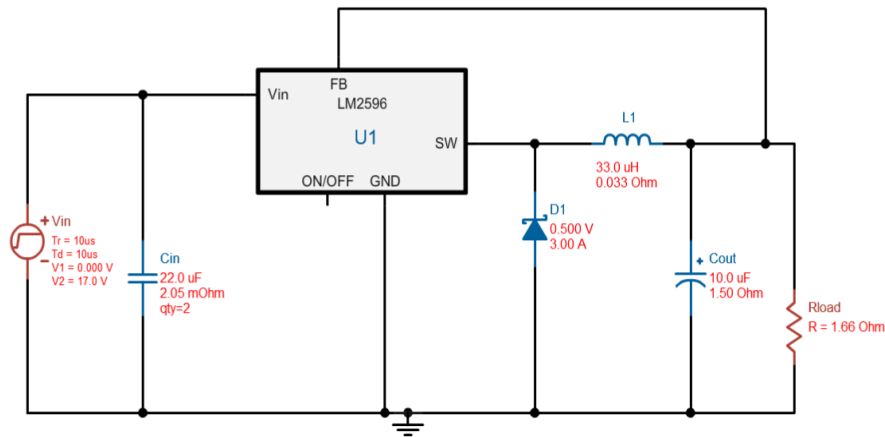 FB
Vin
LM2596
U1
SW
ON/OFF GND
L1
33.0 uH
0.033 Ohm
+ Vin
Tr = 10us
Td = 10us
V1 = 0.000 V
V2 = 17.0 V
Cin
22.0 uF
2.05 mOhm
qty=2
D1
0.500 V
3.00 A
+ Cout
10.0 uF
1.50 Ohm
Rload
R = 1.66 Ohm